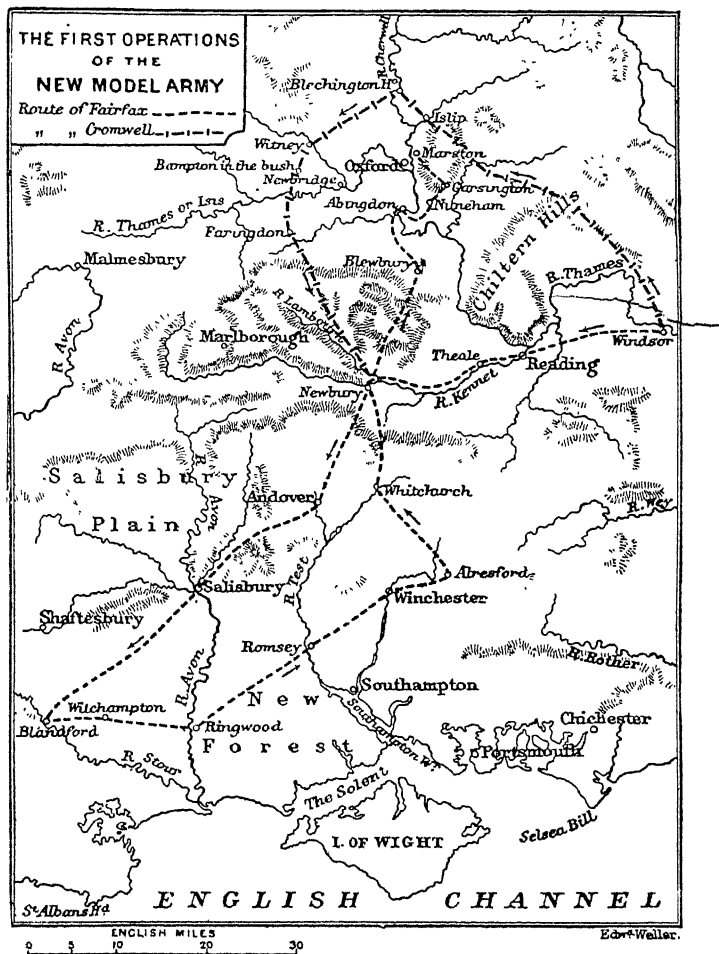 THE FIRST OPERATIONS
OF THE
NEW MODEL ARMY
Route of Fairfax
„ „ Cromwell
R. Cherwell
Blechington Ho.
Islip
Witney
Marston
Oxford
Bampton in the bush
Newbridge
Garsington
Abingdon
Nuneham
R. Thames or Isis
Faringdon
Chiltern Hills
Malmesbury
Blewbury
R. Thames
R. Lambourn
R. Avon
Marlborough
Windsor
Theale
Reading
Newbury
R. Kennet
Salisbury
Plain
R. Avon
Andover
Whitchurch
R. Wey
R. Test
Alresford
Salisbury
Winchester
Shaftesbury
Romsey
R. Rother
R. Avon
New
Forest
Southampton
Witchampton
Southampton Wr.
Chichester
Blandford
Ringwood
Portsmouth
R. Stour
The Solent
Selsea Bill
I. OF WIGHT
ENGLISH CHANNEL
St. Albans Hd.
ENGLISH MILES
Edwd. Weller.
0 5 10 20 30